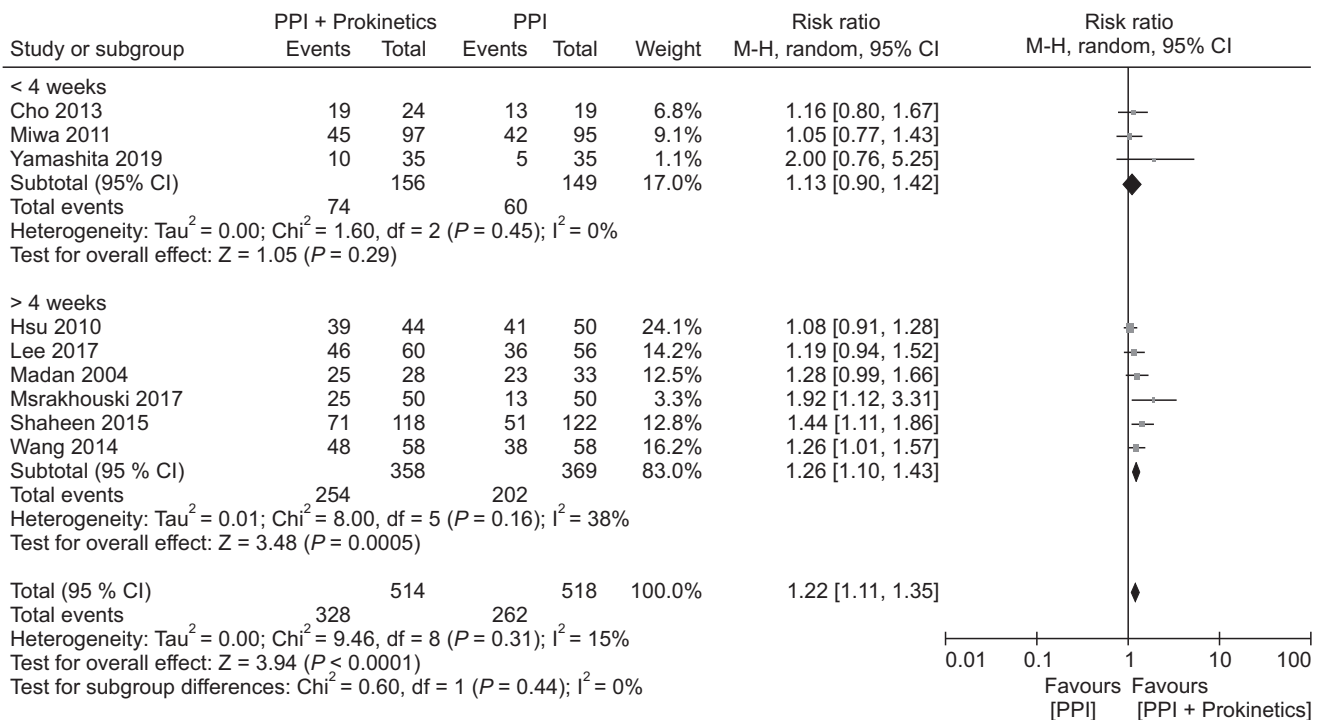 PPI + Prokinetics PPI Risk ratio Risk ratio
Study or subgroup Events Total Events Total Weight M-H, random, 95% CI M-H, random, 95% CI
< 4 weeks
Cho 2013 19 24 13 19 6.8% 1.16 [0.80, 1.67]
Miwa 2011 45 97 42 95 9.1% 1.05 [0.77, 1.43]
Yamashita 2019 10 35 5 35 1.1% 2.00 [0.76, 5.25]
Subtotal (95% CI) 156 149 17.0% 1.13 [0.90, 1.42]
Total events 74 60
Heterogeneity: Tau² = 0.00; Chi² = 1.60, df = 2 (P = 0.45); I² = 0%
Test for overall effect: Z = 1.05 (P = 0.29)
> 4 weeks
Hsu 2010 39 44 41 50 24.1% 1.08 [0.91, 1.28]
Lee 2017 46 60 36 56 14.2% 1.19 [0.94, 1.52]
Madan 2004 25 28 23 33 12.5% 1.28 [0.99, 1.66]
Msrakhouski 2017 25 50 13 50 3.3% 1.92 [1.12, 3.31]
Shaheen 2015 71 118 51 122 12.8% 1.44 [1.11, 1.86]
Wang 2014 48 58 38 58 16.2% 1.26 [1.01, 1.57]
Subtotal (95 % CI) 358 369 83.0% 1.26 [1.10, 1.43]
Total events 254 202
Heterogeneity: Tau² = 0.01; Chi² = 8.00, df = 5 (P = 0.16); I² = 38%
Test for overall effect: Z = 3.48 (P = 0.0005)
Total (95 % CI) 514 518 100.0% 1.22 [1.11, 1.35]
Total events 328 262
Heterogeneity: Tau² = 0.00; Chi² = 9.46, df = 8 (P = 0.31); I² = 15%
Test for overall effect: Z = 3.94 (P < 0.0001)
Test for subgroup differences: Chi² = 0.60, df = 1 (P = 0.44); I² = 0%
0.01 0.1 1 10 100
Favours Favours
[PPI] [PPI + Prokinetics]